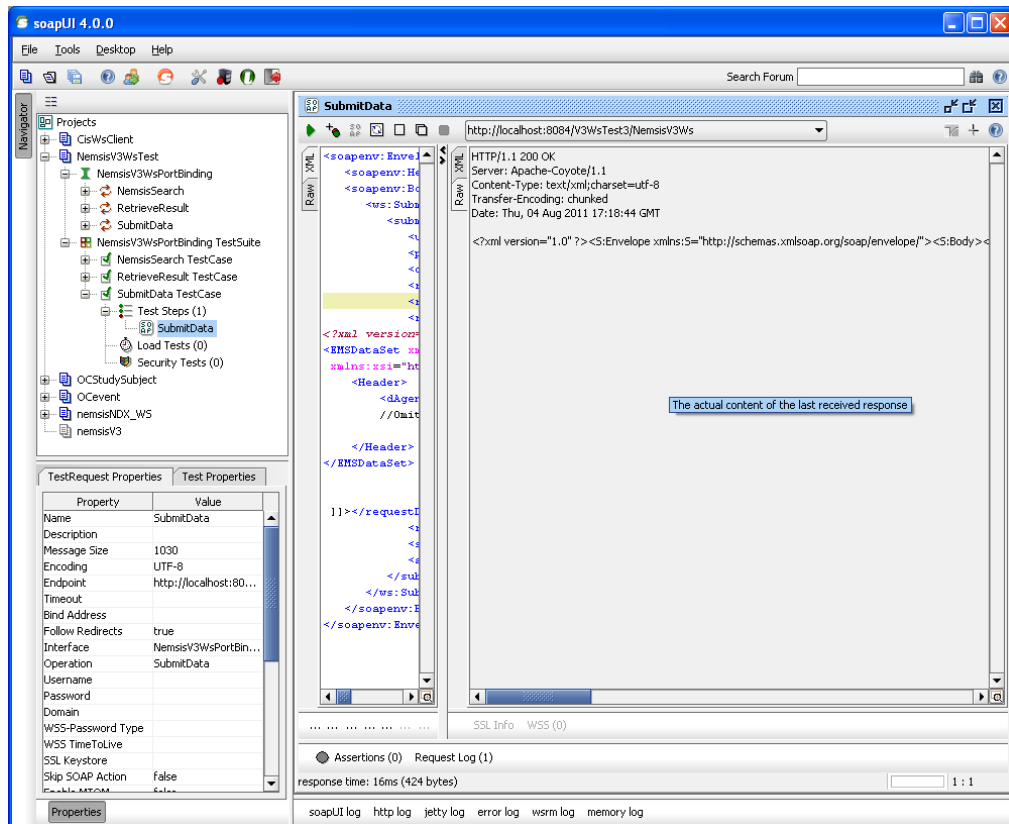 soapUI 4.0.0
File Tools Desktop Help
Search Forum
Navigator
Projects
CisWsClient
NemsisV3WsTest
NemsisV3WsPortBinding
NemsisSearch
RetrieveResult
SubmitData
NemsisV3WsPortBinding TestSuite
NemsisSearch TestCase
RetrieveResult TestCase
SubmitData TestCase
Test Steps (1)
SubmitData
Load Tests (0)
Security Tests (0)
OCStudySubject
OCevent
nemsisNDX_WS
nemsisV3
TestRequest Properties Test Properties
Property Value
Name SubmitData
Description
Message Size 1030
Encoding UTF-8
Endpoint http://localhost:80...
Timeout
Bind Address
Follow Redirects true
Interface NemsisV3WsPortBin...
Operation SubmitData
Username
Password
Domain
WSS-Password Type
WSS TimeToLive
SSL Keystore
Skip SOAP Action false
Properties
SubmitData
http://localhost:8084/V3WsTest3/NemsisV3Ws
XML
Raw
<soapenv:Envel
<soapenv:He
<soapenv:Bo
<ws:Subm
<subm
<u
<p
<o
<r
<r
<r
<?xml version=
<EMSDataSet xm
xmlns:xsi="ht
<Header>
<dAger
//Omit
</Header>
</EMSDataSet>
]]></requestD
<r
<s
<a
</sub
</ws:Sub
</soapenv:B
</soapenv:Enve
XML
Raw
HTTP/1.1 200 OK
Server: Apache-Coyote/1.1
Content-Type: text/xml;charset=utf-8
Transfer-Encoding: chunked
Date: Thu, 04 Aug 2011 17:18:44 GMT
<?xml version="1.0" ?><S:Envelope xmlns:S="http://schemas.xmlsoap.org/soap/envelope/"><S:Body><
The actual content of the last received response
... ... ... ... ... ... ...
SSL Info WSS (0)
Assertions (0) Request Log (1)
response time: 16ms (424 bytes)
1 : 1
soapUI log http log jetty log error log wsrm log memory log